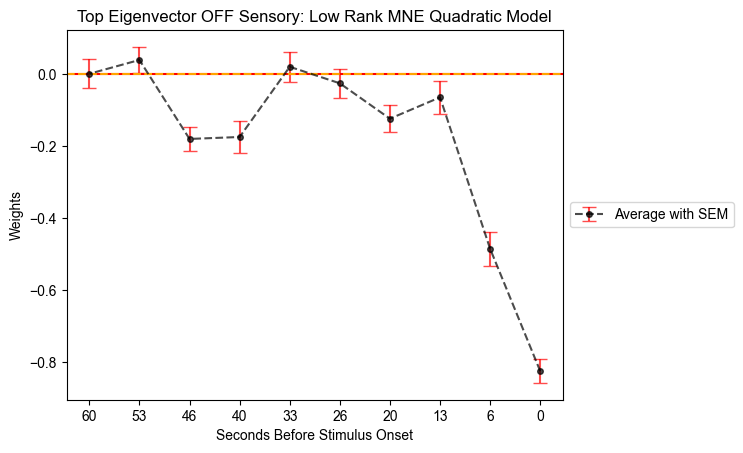 Top Eigenvector OFF Sensory: Low Rank MNE Quadratic Model
0.0
−0.2
−0.4
−0.6
−0.8
Weights
60 53 46 40 33 26 20 13 6 0
Seconds Before Stimulus Onset
Average with SEM